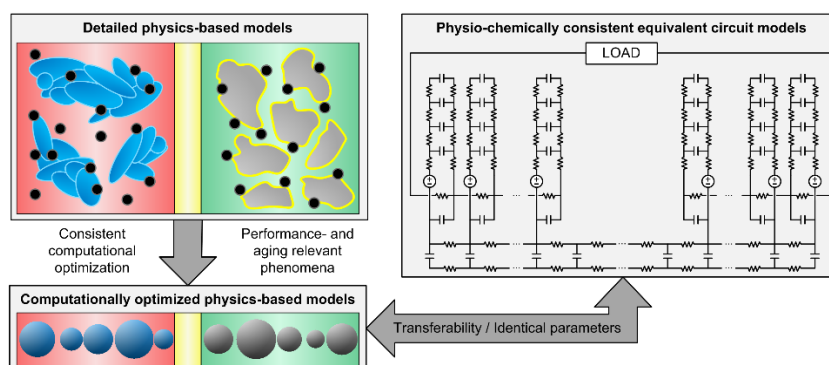 Detailed physics-based models
Consistent
computational
optimization
Performance- and
aging relevant
phenomena
Computationally optimized physics-based models
Physio-chemically consistent equivalent circuit models
LOAD
Transferability / Identical parameters